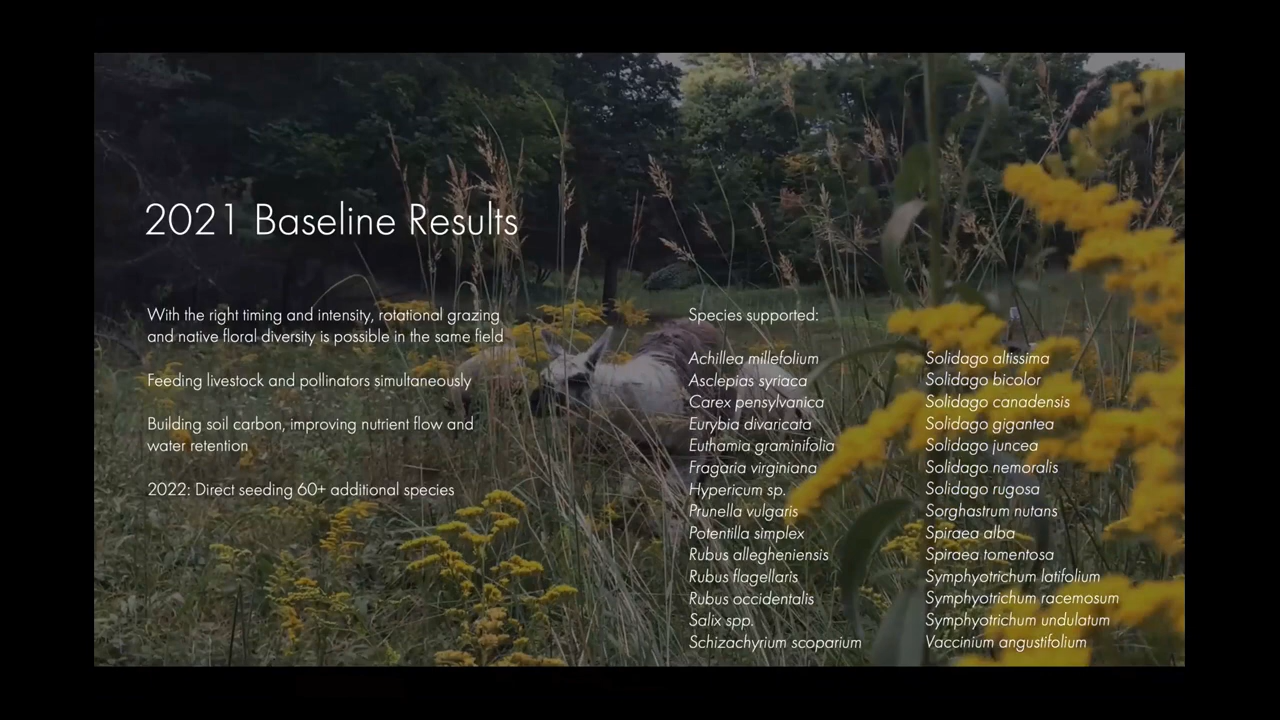 2021 Baseline Results
With the right timing and intensity, rotational grazing
and native floral diversity is possible in the same field
Feeding livestock and pollinators simultaneously
Building soil carbon, improving nutrient flow and
water retention
2022: Direct seeding 60+ additional species
Species supported:
Achillea millefolium
Asclepias syriaca
Carex pensylvanica
Eurybia divaricata
Euthamia graminifolia
Fragaria virginiana
Hypericum sp.
Prunella vulgaris
Potentilla simplex
Rubus allegheniensis
Rubus flagellaris
Rubus occidentalis
Salix spp.
Schizachyrium scoparium
Solidago altissima
Solidago bicolor
Solidago canadensis
Solidago gigantea
Solidago juncea
Solidago nemoralis
Solidago rugosa
Sorghastrum nutans
Spiraea alba
Spiraea tomentosa
Symphyotrichum latifolium
Symphyotrichum racemosum
Symphyotrichum undulatum
Vaccinium angustifolium